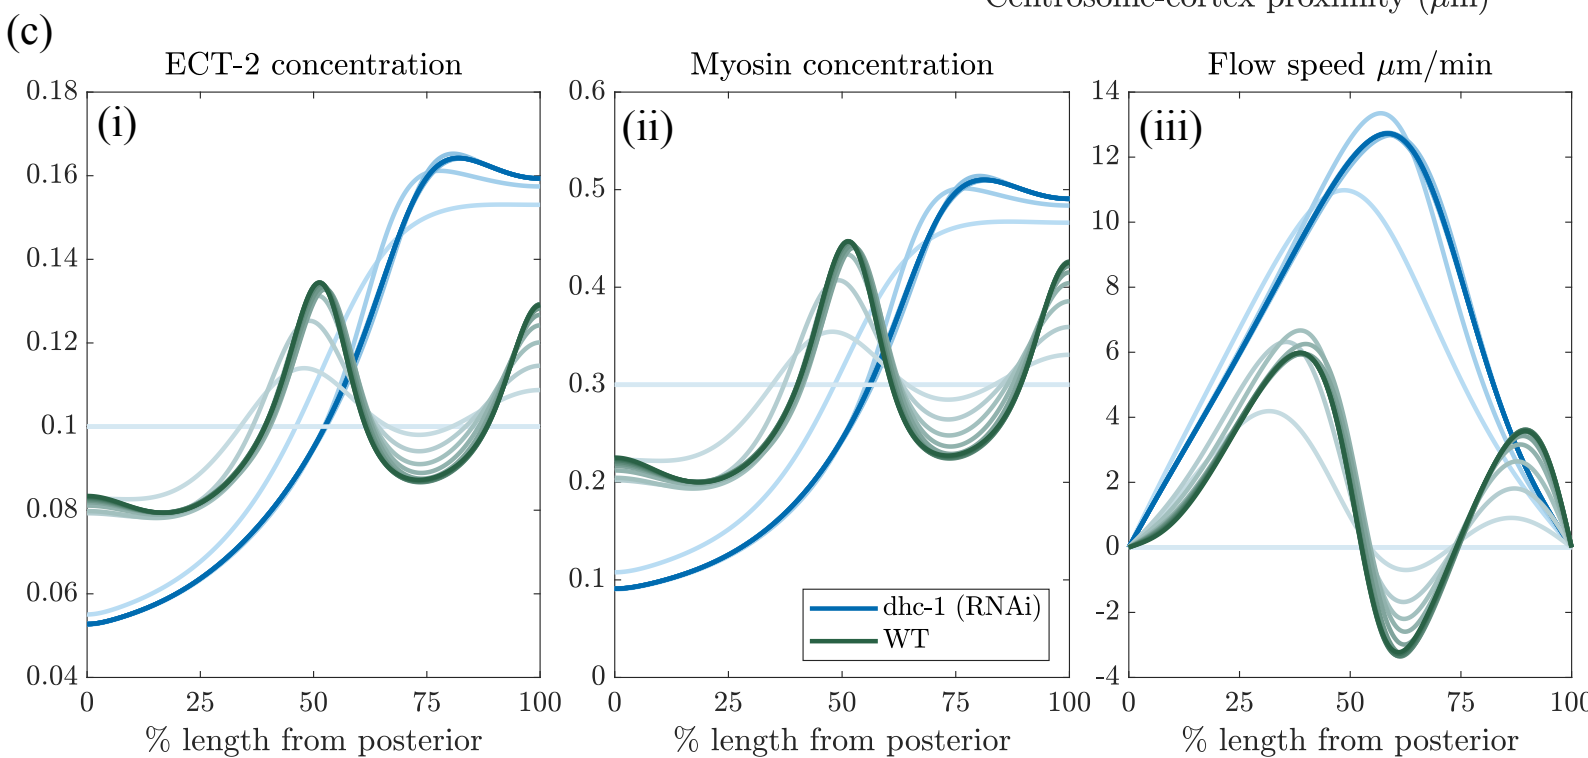 Centrosome-cortex proximity (μm)
(c)
ECT-2 concentration
Myosin concentration
Flow speed μm/min
(i)
(ii)
(iii)
0.18
0.16
0.14
0.12
0.1
0.08
0.06
0.04
0 25 50 75 100
% length from posterior
0.6
0.5
0.4
0.3
0.2
0.1
0
dhc-1 (RNAi)
WT
0 25 50 75 100
% length from posterior
14
12
10
8
6
4
2
0
-2
-4
0 25 50 75 100
% length from posterior